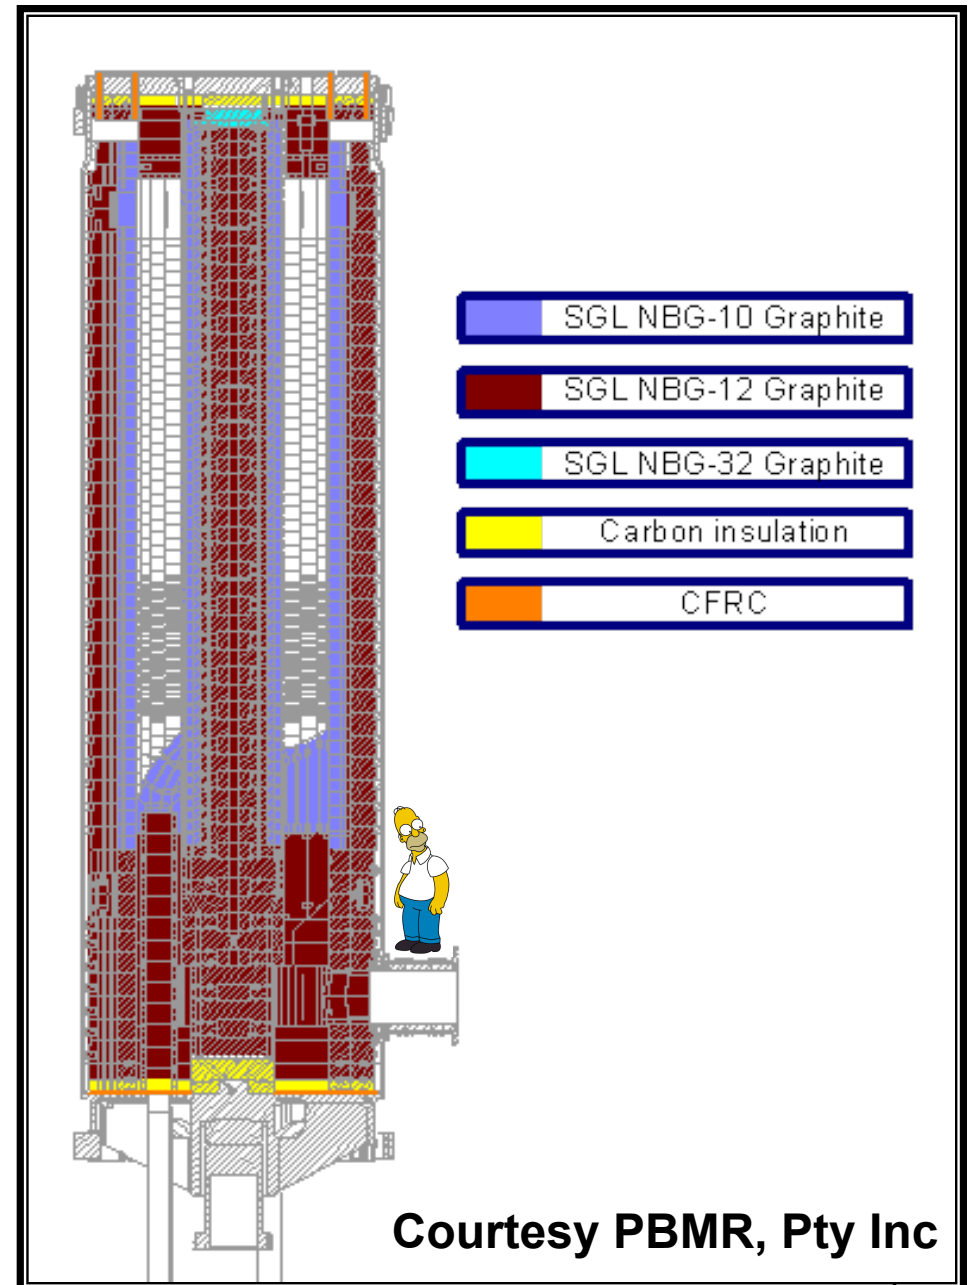 SGL NBG-10 Graphite
SGL NBG-12 Graphite
SGL NBG-32 Graphite
Carbon insulation
CFRC
Courtesy PBMR, Pty Inc